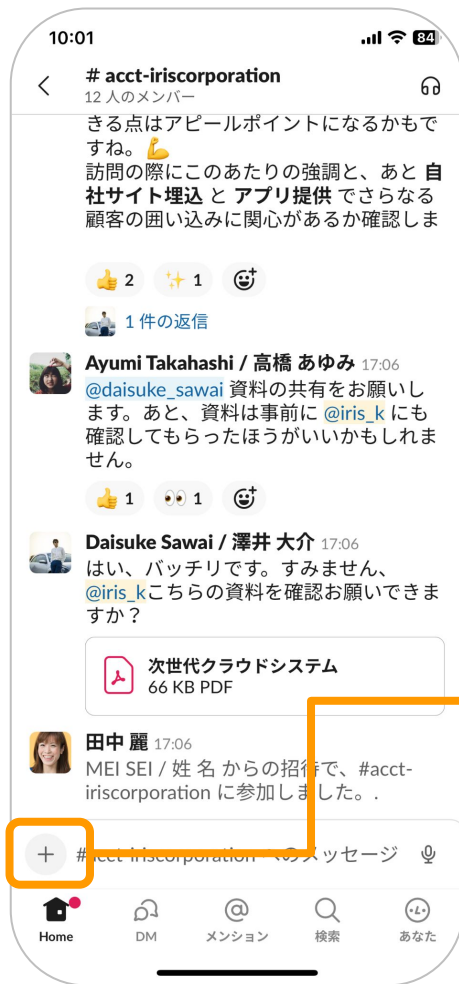 10:01
84
# acct-iriscorporation
12 人のメンバー
きる点はアピールポイントになるかもで
すね。💪
訪問の際にこのあたりの強調と、あと 自
社サイト埋込 と アプリ提供 でさらなる
顧客の囲い込みに関心があるか確認しま
👍 2 ✨ 1
1 件の返信
Ayumi Takahashi / 高橋 あゆみ 17:06
@daisuke_sawai 資料の共有をお願いし
ます。あと、資料は事前に @iris_k にも
確認してもらったほうがいいかもしれま
せん。
👍 1 👀 1
Daisuke Sawai / 澤井 大介 17:06
はい、バッチリです。すみません、
@iris_kこちらの資料を確認お願いできま
すか？
次世代クラウドシステム
66 KB PDF
田中 麗 17:06
MEI SEI / 姓 名 からの招待で、#acct-
iriscorporation に参加しました。.
#acct-iriscorporation へのメッセージ
Home
DM
メンション
検索
あなた